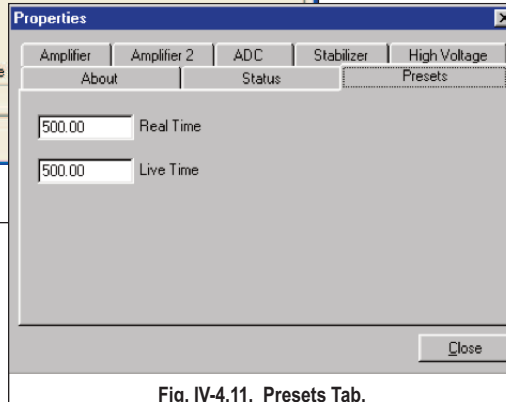 Properties
Amplifier Amplifier 2 ADC Stabilizer High Voltage
About Status Presets
500.00 Real Time
500.00 Live Time
Close
Fig. IV-4.11. Presets Tab.